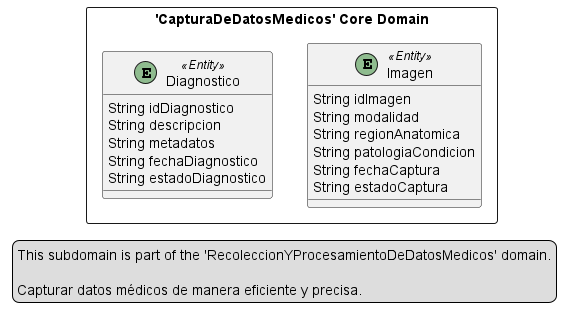 'CapturaDeDatosMedicos' Core Domain
E
«Entity»
Diagnostico
String idDiagnostico
String descripcion
String metadatos
String fechaDiagnostico
String estadoDiagnostico
E
«Entity»
Imagen
String idImagen
String modalidad
String regionAnatomica
String patologiaCondicion
String fechaCaptura
String estadoCaptura
This subdomain is part of the 'RecoleccionYProcesamientoDeDatosMedicos' domain.
Capturar datos médicos de manera eficiente y precisa.